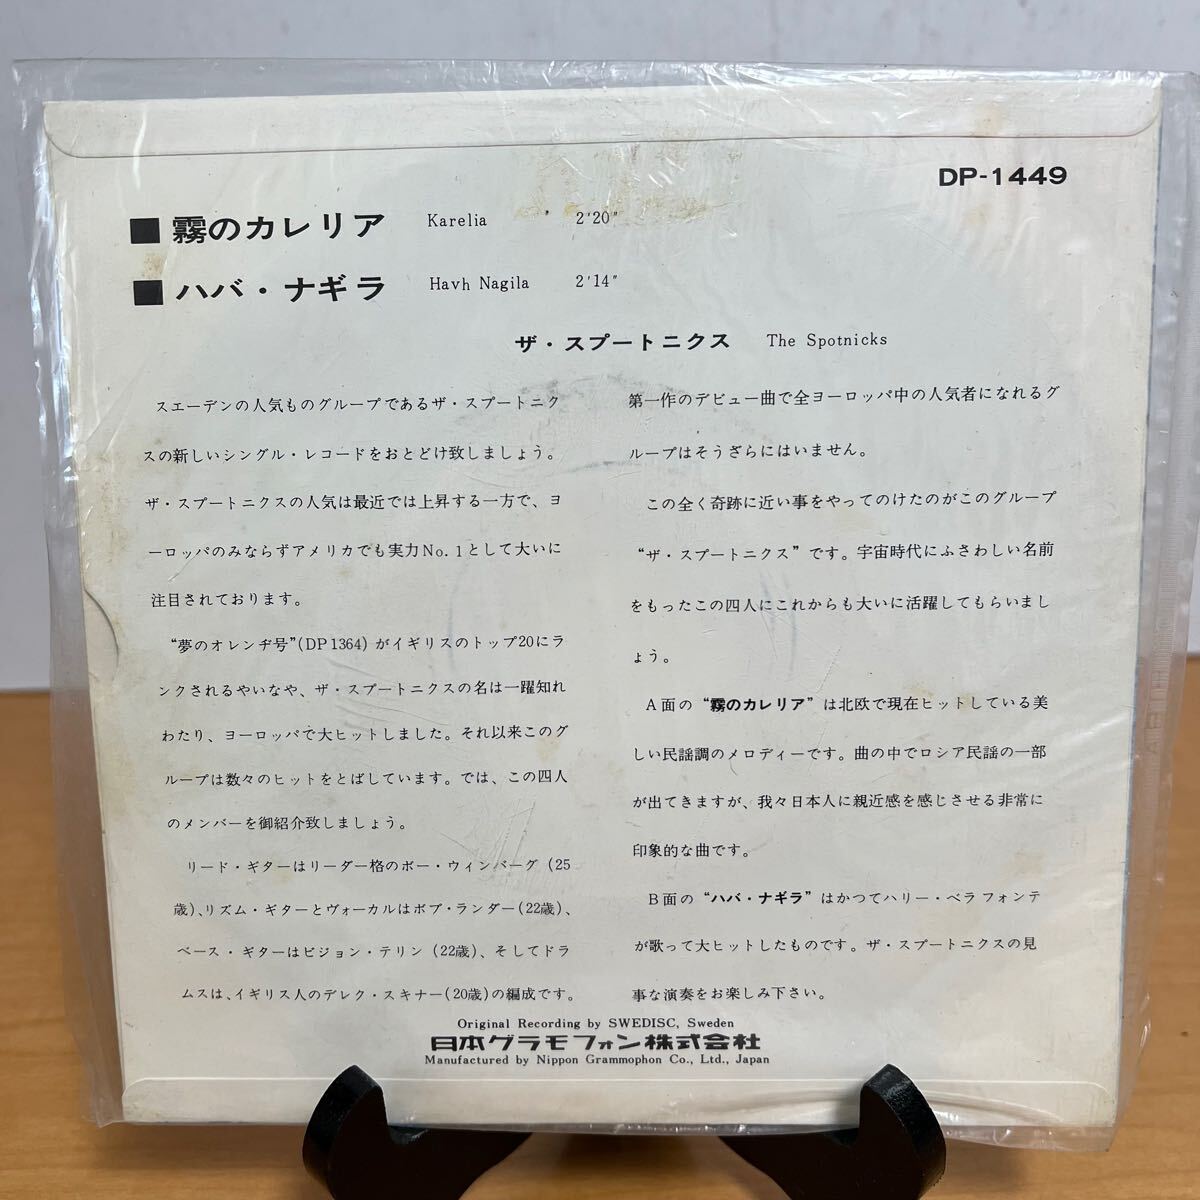 DP-1449
■ 霧のカレリア Karelia 2'20"
■ ハバ・ナギラ Havh Nagila 2'14"
ザ・スプートニクス The Spotnicks
スエーデンの人気ものグループであるザ・スプートニク
スの新しいシングル・レコードをおとどけ致しましょう。
ザ・スプートニクスの人気は最近では上昇する一方で、ヨ
ーロッパのみならずアメリカでも実力No.1として大いに
注目されております。
“夢のオレンヂ号”(DP1364)がイギリスのトップ20にラ
ンクされるやいなや、ザ・スプートニクスの名は一躍知れ
わたり、ヨーロッパで大ヒットしました。それ以来このグ
ループは数々のヒットをとばしています。では、この四人
のメンバーを御紹介致しましょう。
リード・ギターはリーダー格のボー・ウィンバーグ(25
歳)、リズム・ギターとヴォーカルはボブ・ランダー(22歳)、
ベース・ギターはビジョン・テリン(22歳)、そしてドラ
ムスは、イギリス人のデレク・スキナー(20歳)の編成です。
第一作のデビュー曲で全ヨーロッパ中の人気者になれるグ
ループはそうざらにはいません。
この全く奇跡に近い事をやってのけたのがこのグループ
“ザ・スプートニクス”です。宇宙時代にふさわしい名前
をもったこの四人にこれからも大いに活躍してもらいまし
ょう。
A面の“霧のカレリア”は北欧で現在ヒットしている美
しい民謡調のメロディーです。曲の中でロシア民謡の一部
が出てきますが、我々日本人に親近感を感じさせる非常に
印象的な曲です。
B面の“ハバ・ナギラ”はかつてハリー・ベラフォンテ
が歌って大ヒットしたものです。ザ・スプートニクスの見
事な演奏をお楽しみ下さい。
Original Recording by SWEDISC, Sweden
日本グラモフォン株式会社
Manufactured by Nippon Grammophon Co., Ltd., Japan